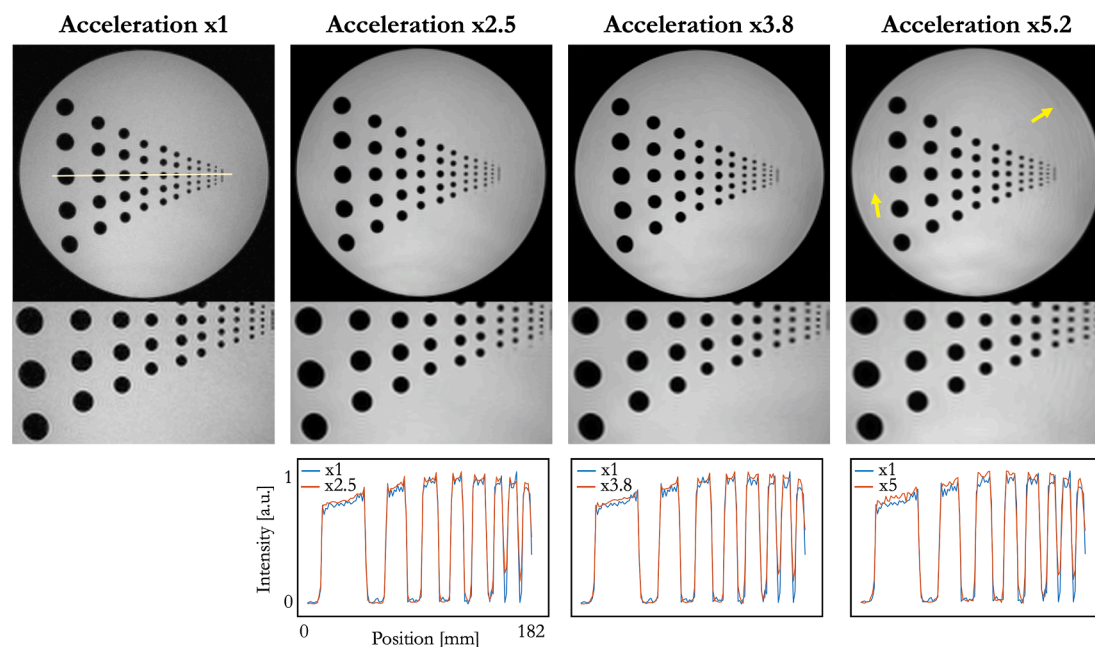 Acceleration x1
Acceleration x2.5
Acceleration x3.8
Acceleration x5.2
x1
x2.5
x1
x3.8
x1
x5
1
0
Intensity [a.u.]
0
Position [mm]
182